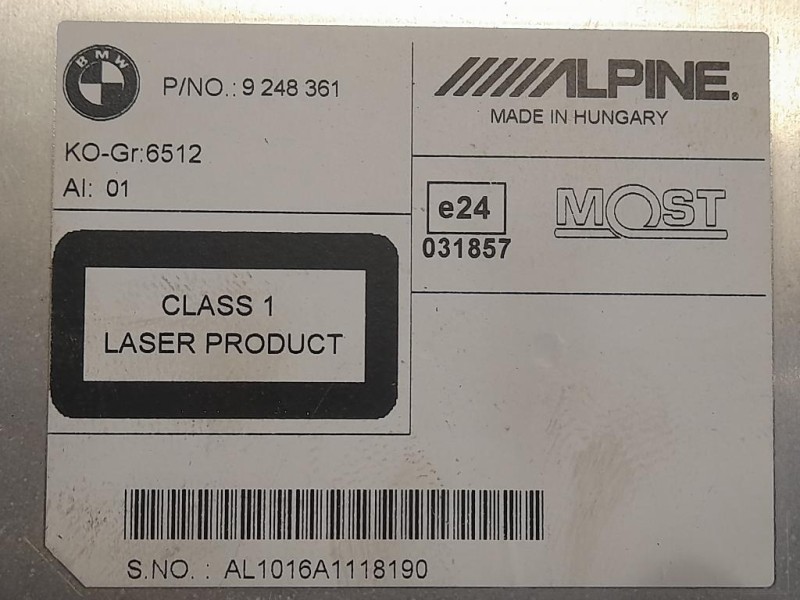 BMW
P/NO.: 9 248 361
KO-Gr:6512
AI: 01
ALPINE®
MADE IN HUNGARY
e24
031857
MOST
CLASS 1
LASER PRODUCT
S.NO. : AL1016A1118190